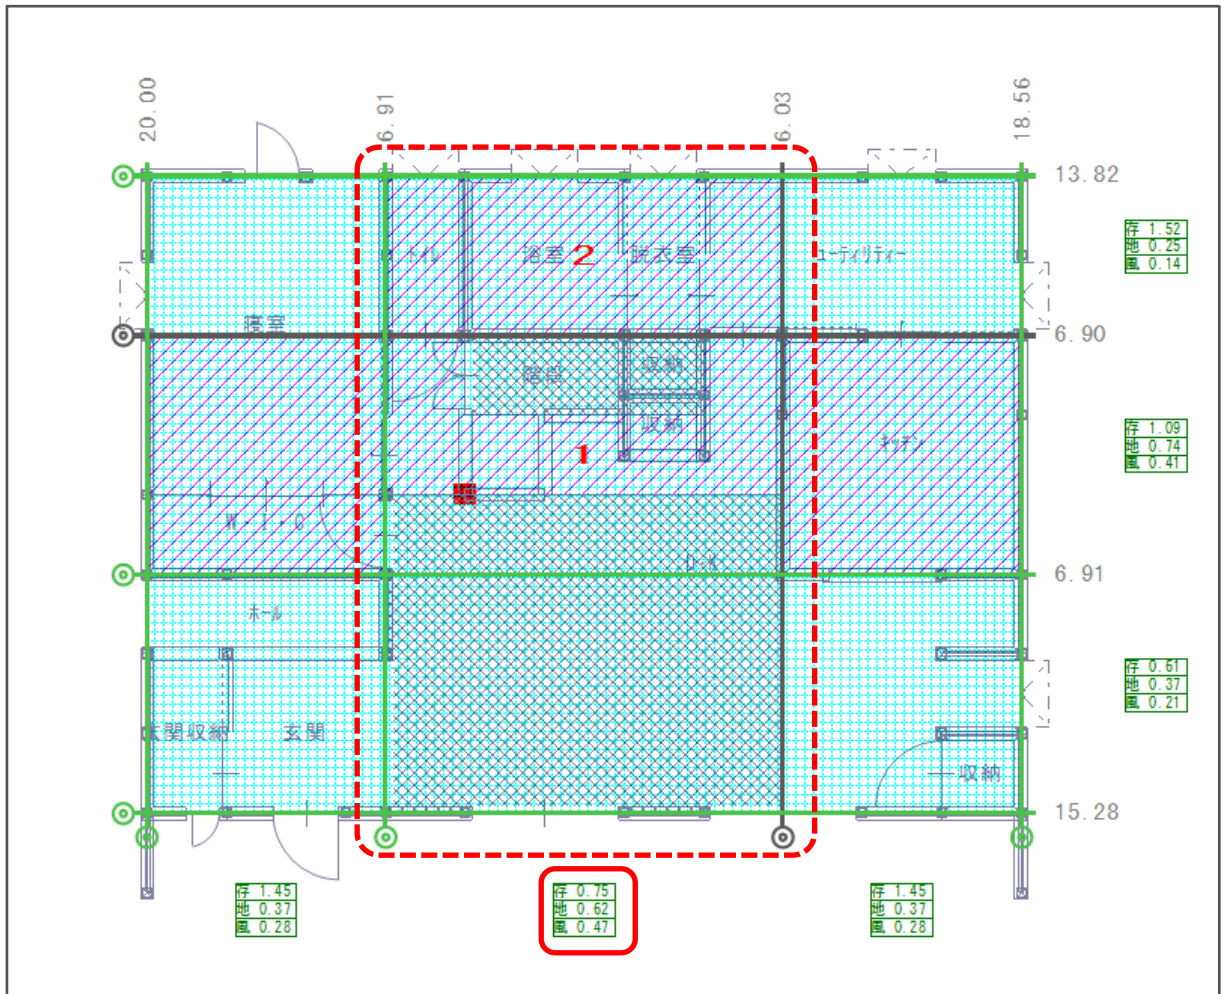 20.00
6.91
6.03
18.56
13.82
トイレ
浴室
2
脱衣室
ユーティリティー
存 1.52
地 0.25
風 0.14
寝室
6.90
階段
収納
収納
1
キッチン
存 1.09
地 0.74
風 0.41
W・I・C
D・K
6.91
ホール
存 0.61
地 0.37
風 0.21
玄関収納
玄関
収納
15.28
存 1.45
地 0.37
風 0.28
存 0.75
地 0.62
風 0.47
存 1.45
地 0.37
風 0.28